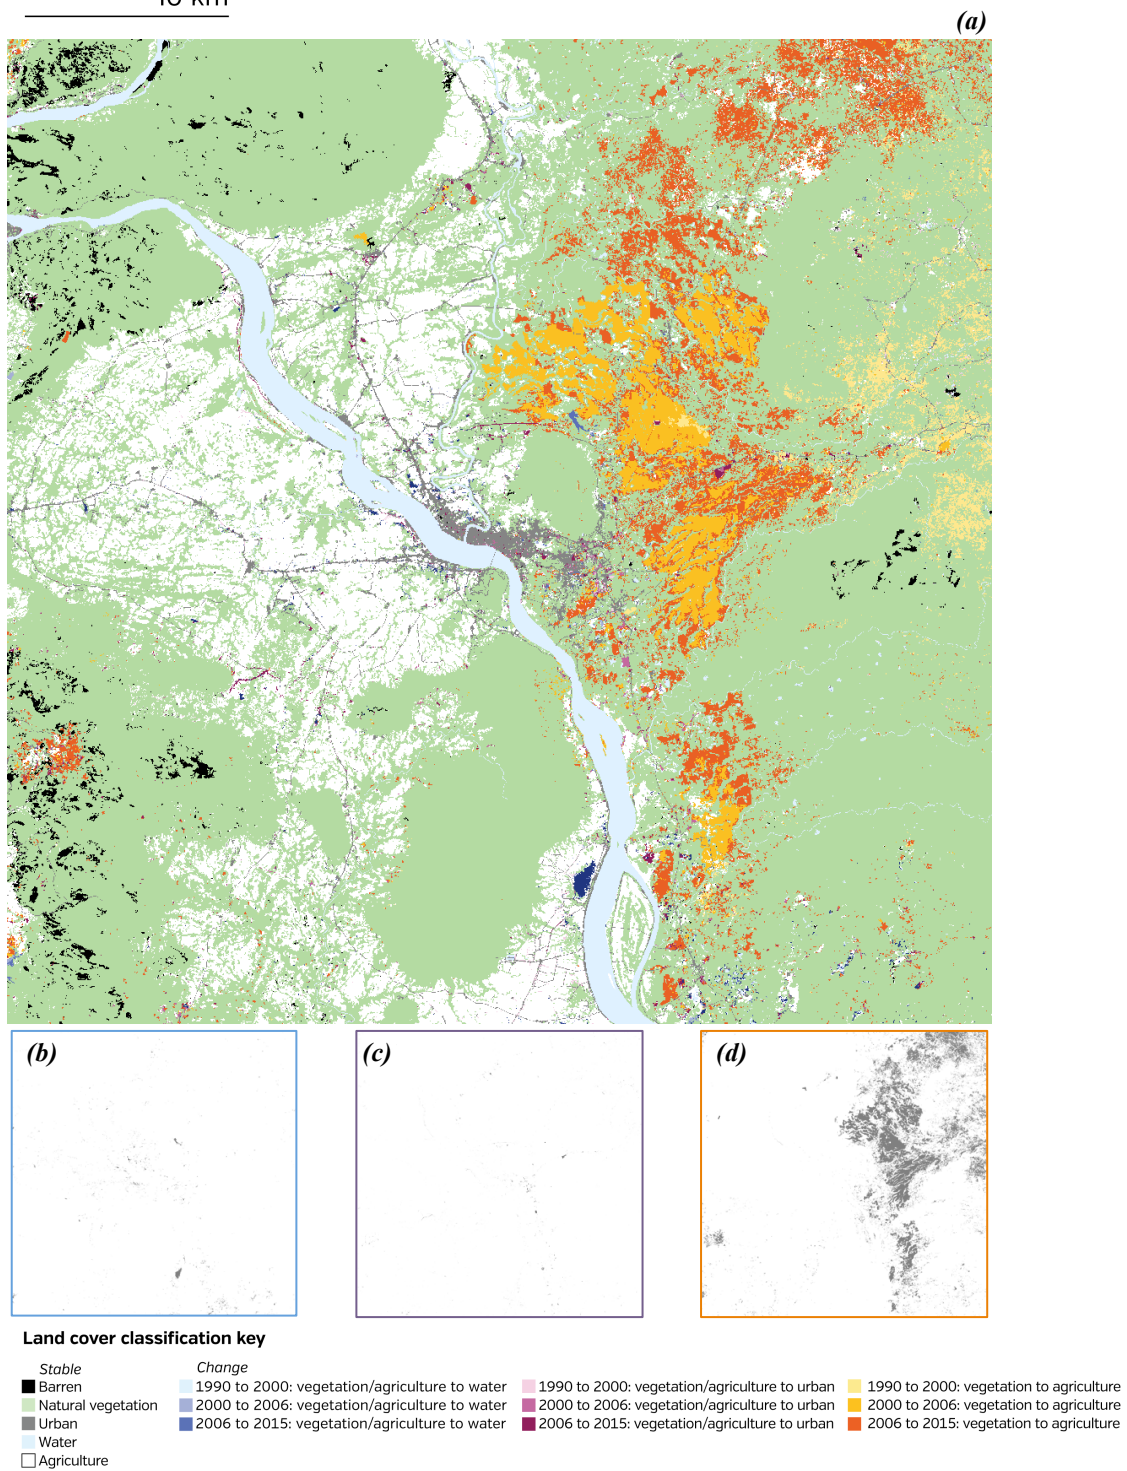 10 km
(a)
(b)
(c)
(d)
Land cover classification key
Stable
Barren
Natural vegetation
Urban
Water
Agriculture
Change
1990 to 2000: vegetation/agriculture to water
2000 to 2006: vegetation/agriculture to water
2006 to 2015: vegetation/agriculture to water
1990 to 2000: vegetation/agriculture to urban
2000 to 2006: vegetation/agriculture to urban
2006 to 2015: vegetation/agriculture to urban
1990 to 2000: vegetation to agriculture
2000 to 2006: vegetation to agriculture
2006 to 2015: vegetation to agriculture